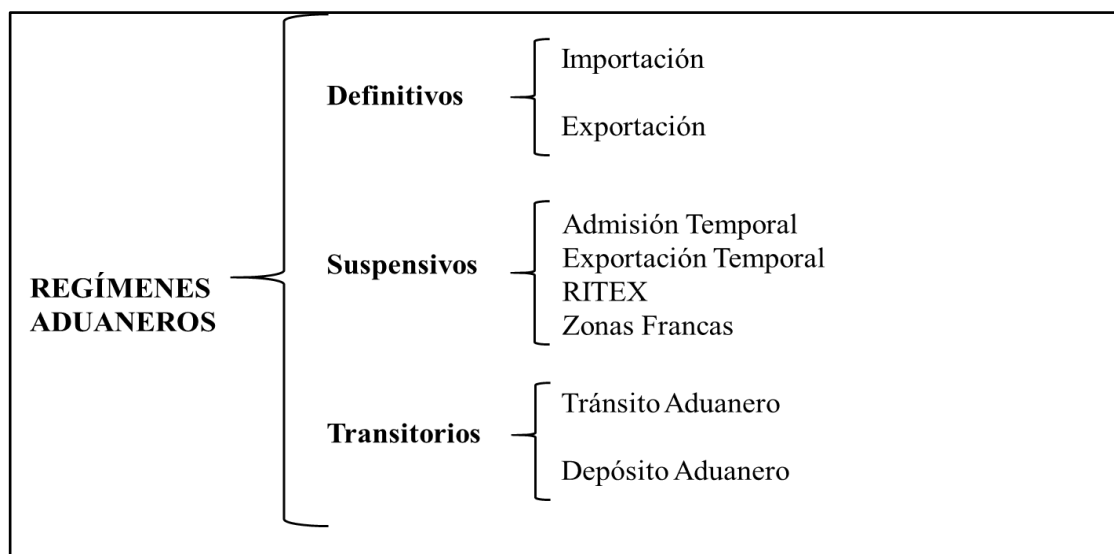 REGÍMENES
ADUANEROS
Definitivos
Importación
Exportación
Suspensivos
Admisión Temporal
Exportación Temporal
RITEX
Zonas Francas
Transitorios
Tránsito Aduanero
Depósito Aduanero